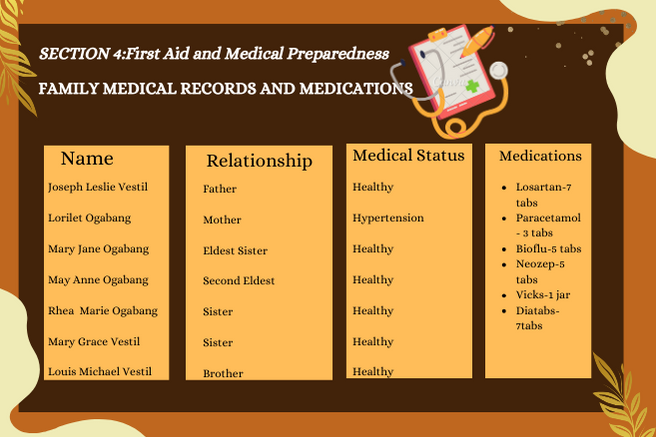 SECTION 4:First Aid and Medical Preparedness
FAMILY MEDICAL RECORDS AND MEDICATIONS
Name
Joseph Leslie Vestil
Lorilet Ogabang
Mary Jane Ogabang
May Anne Ogabang
Rhea Marie Ogabang
Mary Grace Vestil
Louis Michael Vestil
Relationship
Father
Mother
Eldest Sister
Second Eldest
Sister
Sister
Brother
Medical Status
Healthy
Hypertension
Healthy
Healthy
Healthy
Healthy
Healthy
Medications
• Losartan-7
tabs
• Paracetamol
- 3 tabs
• Bioflu-5 tabs
• Neozep-5
tabs
• Vicks-1 jar
• Diatabs-
7tabs